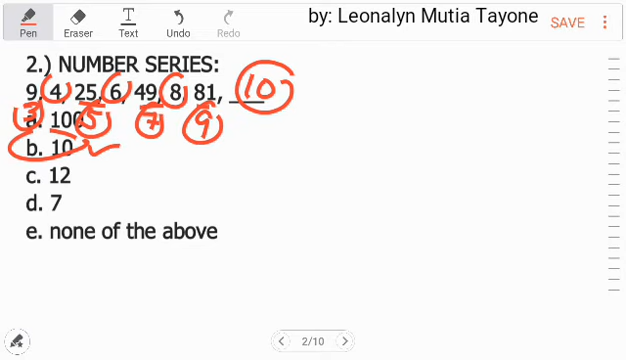 by: Leonalyn Mutia Tayone
Pen
Eraser
Text
Undo
Redo
SAVE
2.) NUMBER SERIES:
9, 4, 25, 6, 49, 8, 81, ___ 10
3 5 7 9
a. 100
b. 10
c. 12
d. 7
e. none of the above
2/10